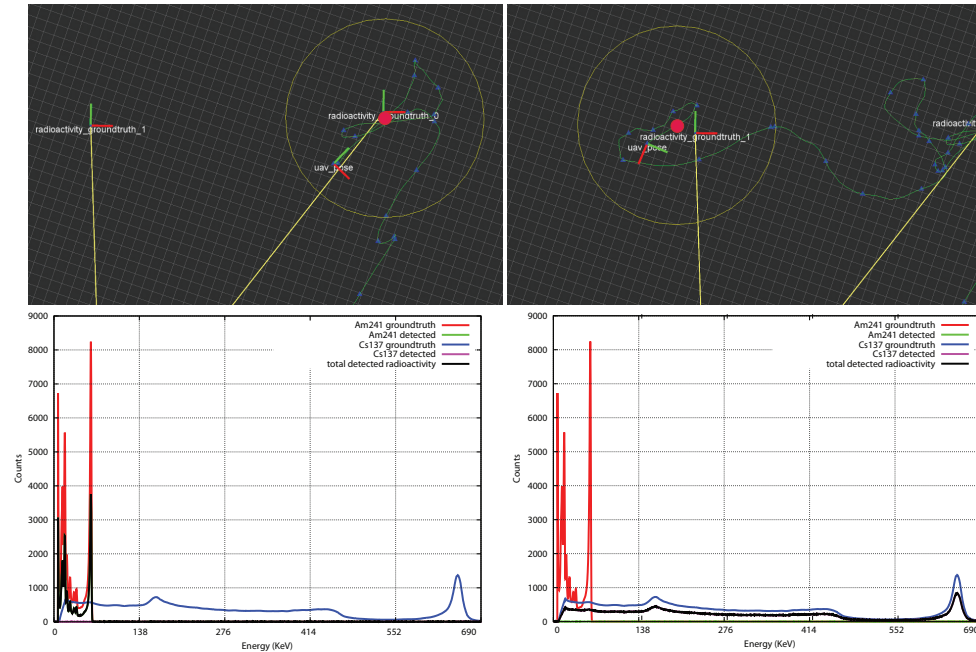 radioactivity_groundtruth_0
radioactivity_groundtruth_1
uav_pose
radioactivit
radioactivity_groundtruth_1
uav_pose
9000
8000
7000
6000
5000
4000
3000
2000
1000
0
Counts
Am241 groundtruth
Am241 detected
Cs137 groundtruth
Cs137 detected
total detected radioactivity
0 138 276 414 552 690
Energy (KeV)
9000
8000
7000
6000
5000
4000
3000
2000
1000
0
Counts
Am241 groundtruth
Am241 detected
Cs137 groundtruth
Cs137 detected
total detected radioactivity
0 138 276 414 552 690
Energy (KeV)